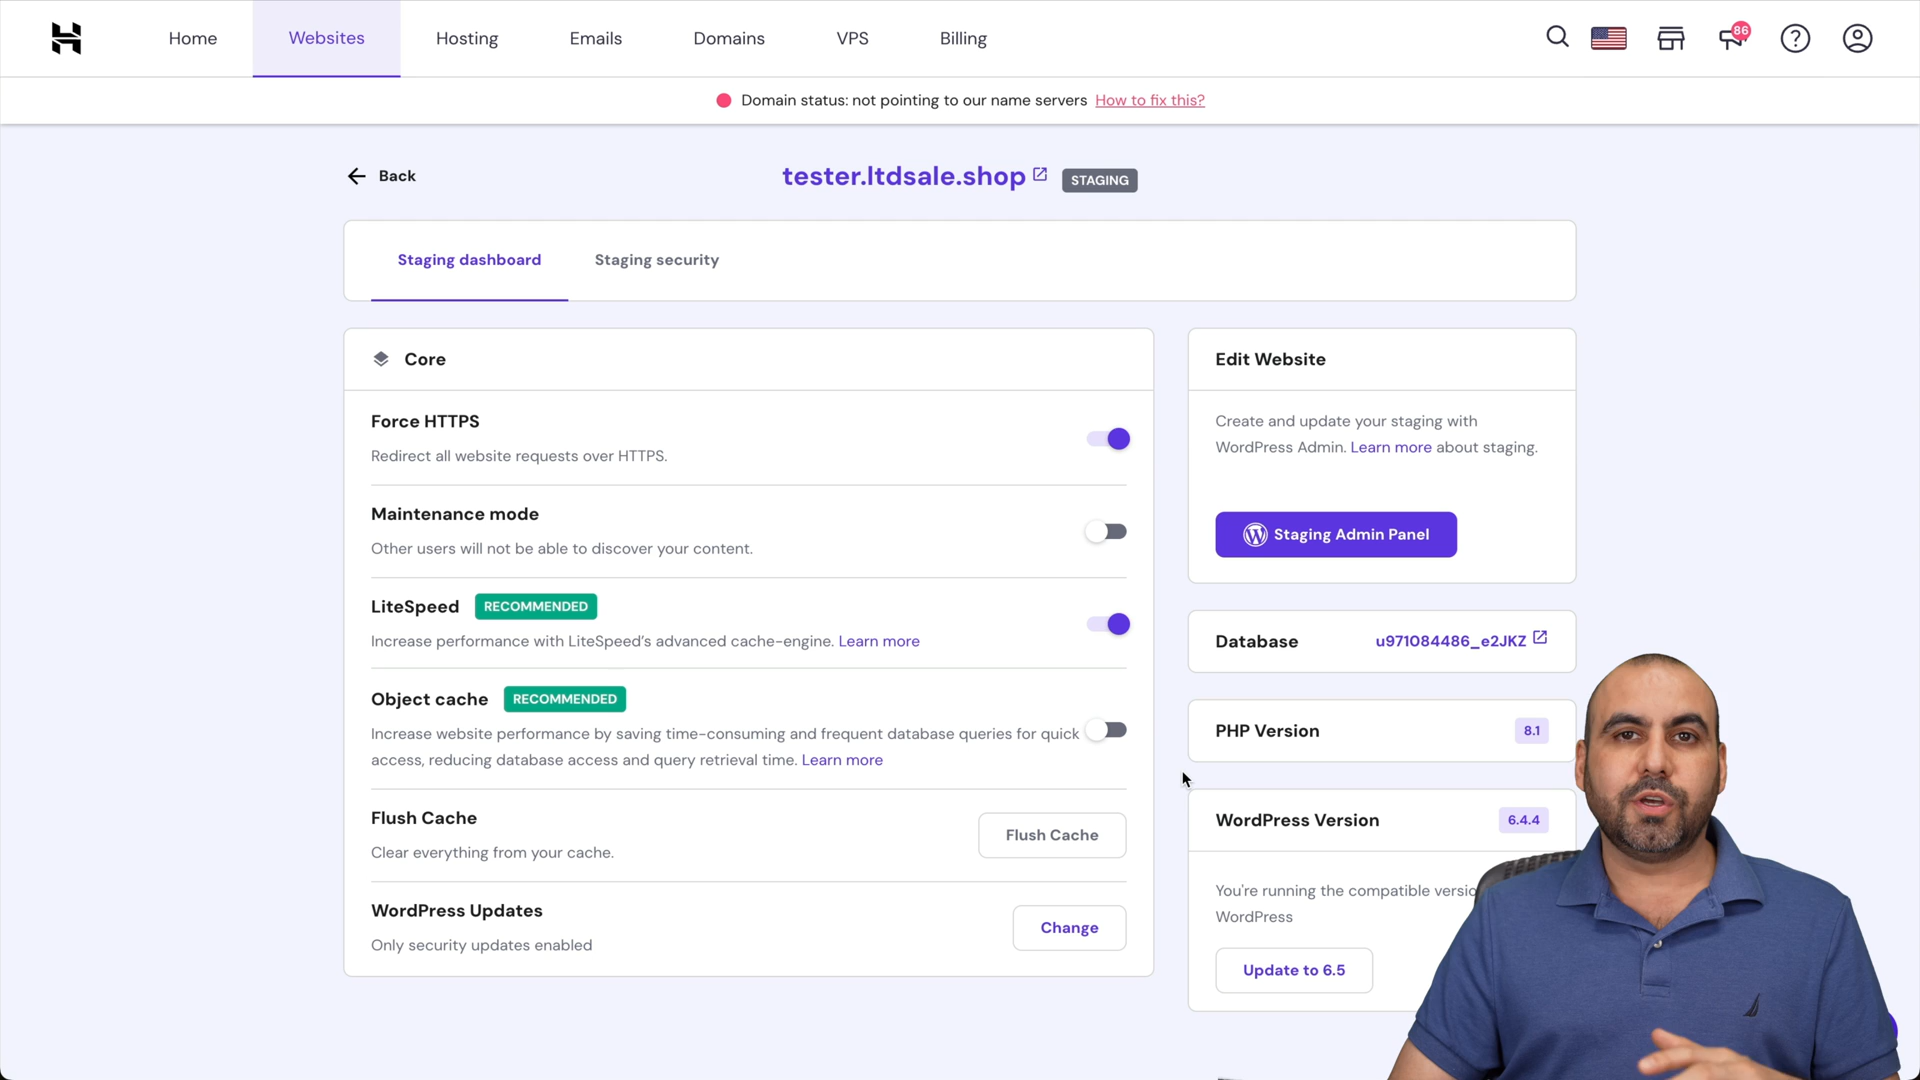 Home
Websites
Hosting
Emails
Domains
VPS
Billing
86
Domain status: not pointing to our name servers How to fix this?
Back
tester.ltdsale.shop
STAGING
Staging dashboard
Staging security
Core
Force HTTPS
Redirect all website requests over HTTPS.
Maintenance mode
Other users will not be able to discover your content.
LiteSpeed RECOMMENDED
Increase performance with LiteSpeed's advanced cache-engine. Learn more
Object cache RECOMMENDED
Increase website performance by saving time-consuming and frequent database queries for quick
access, reducing database access and query retrieval time. Learn more
Flush Cache
Clear everything from your cache.
Flush Cache
WordPress Updates
Only security updates enabled
Change
Edit Website
Create and update your staging with
WordPress Admin. Learn more about staging.
Staging Admin Panel
Database
u971084486_e2JKZ
PHP Version
8.1
WordPress Version
6.4.4
You're running the compatible versio
WordPress
Update to 6.5